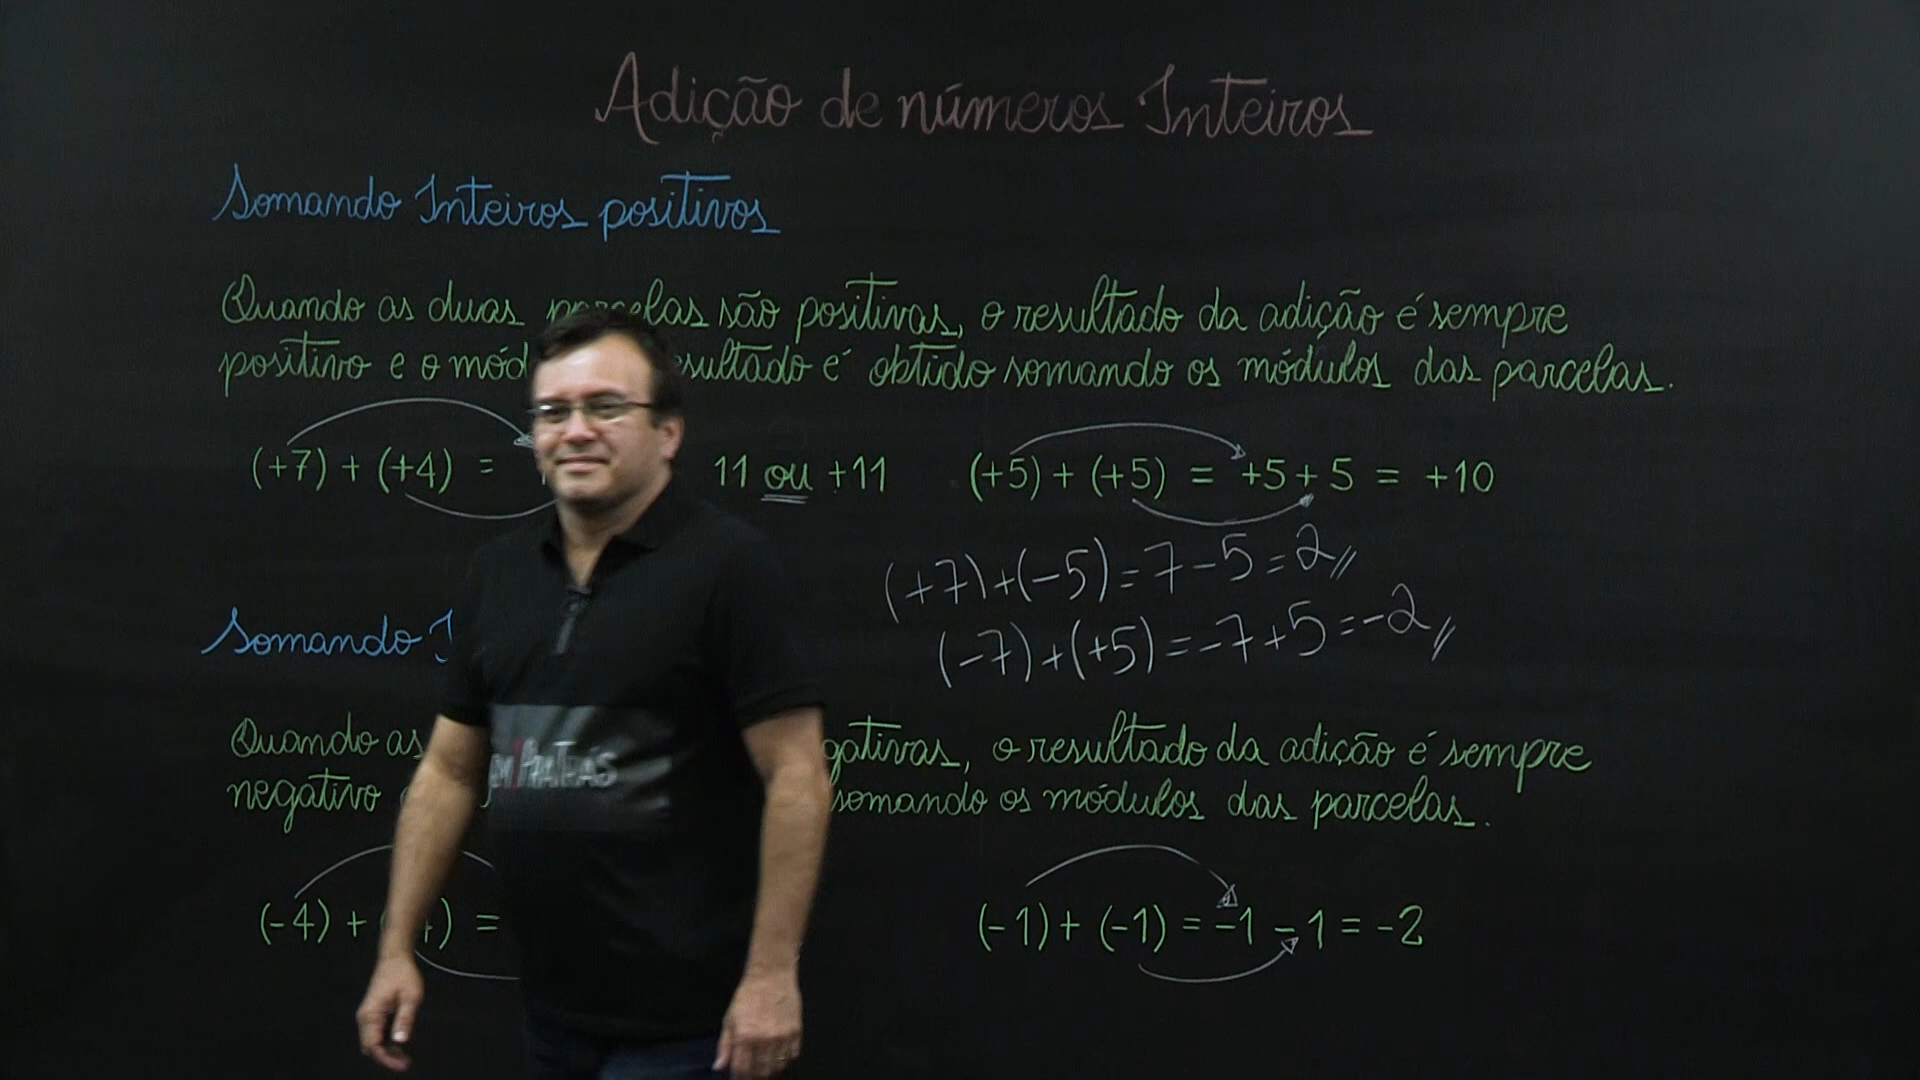 Adição de números Inteiros
Somando Inteiros positivos
Quando as duas parcelas são positivas, o resultado da adição é sempre
positivo e o mód resultado é obtido somando os módulos das parcelas.
(+7) + (+4) = 11 ou +11
(+5) + (+5) = +5 + 5 = +10
(+7)+(-5)=7-5=2//
(-7)+(+5)=-7+5=-2//
Somando I
Quando as gativas, o resultado da adição é sempre
negativo somando os módulos das parcelas.
(-4) + ) =
(-1) + (-1) = -1 - 1 = -2